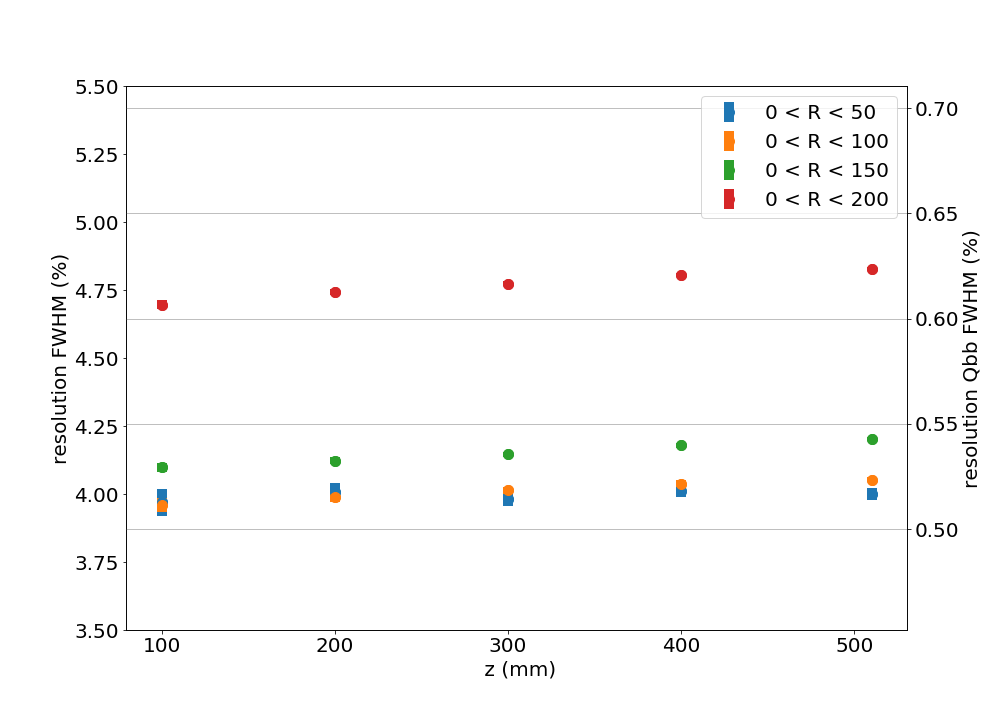 5.50
5.25
5.00
4.75
4.50
4.25
4.00
3.75
3.50
resolution FWHM (%)
0 < R < 50
0 < R < 100
0 < R < 150
0 < R < 200
0.70
0.65
0.60
0.55
0.50
resolution Qbb FWHM (%)
100 200 300 400 500
z (mm)